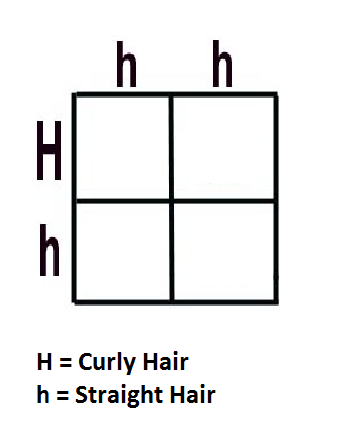 h h
H
h
H = Curly Hair
h = Straight Hair